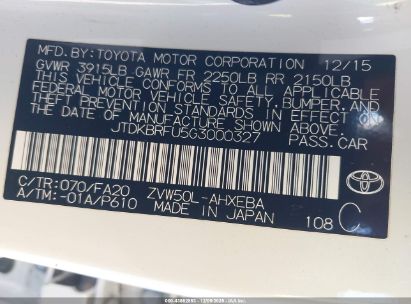 MFD.BY:TOYOTA MOTOR CORPORATION 12/15
GVWR 3915LB GAWR FR 2250LB RR 2150LB
THIS VEHICLE CONFORMS TO ALL APPLICABLE
FEDERAL MOTOR VEHICLE SAFETY,BUMPER,AND
THEFT PREVENTION STANDARDS IN EFFECT ON
THE DATE OF MANUFACTURE SHOWN ABOVE.
JTDKBRFU5G3000327 PASS.CAR
C/TR:070/FA20 ZVW50L-AHXEBA
A/TM:-01A/P610 MADE IN JAPAN
TOYOTA
108 C